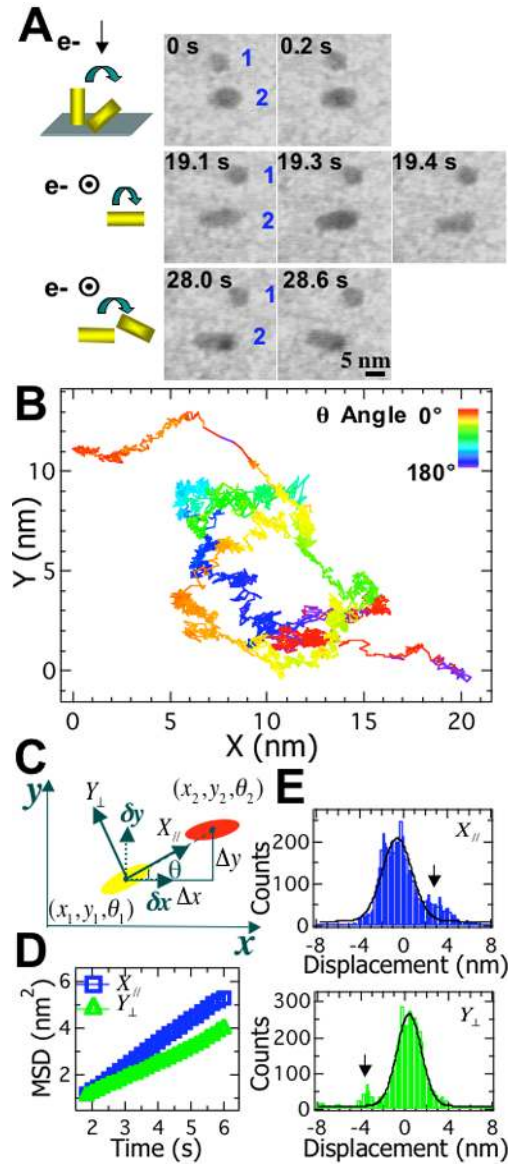 A
e-
0 s
1
2
0.2 s
e-
19.1 s
1
2
19.3 s
19.4 s
e-
28.0 s
1
2
28.6 s
5 nm
B
θ Angle 0°
180°
Y (nm)
10
5
0
0
5
10
15
20
X (nm)
C
y
Y⊥
δy
X//
(x₂,y₂,θ₂)
θ
Δy
δx
Δx
(x₁,y₁,θ₁)
x
D
X//
Y⊥
MSD (nm²)
6
4
2
2
3
4
5
6
Time (s)
E
X//
Counts
200
100
0
-8
-4
0
4
8
Displacement (nm)
Y⊥
Counts
300
200
100
0
-8
-4
0
4
8
Displacement (nm)